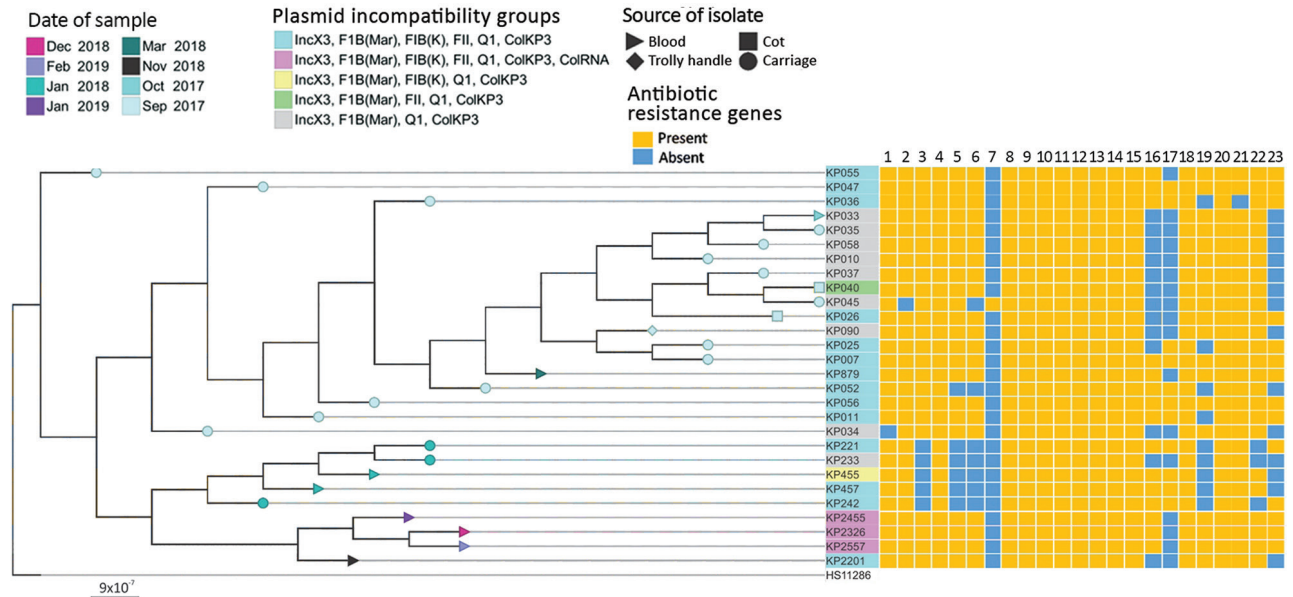 Date of sample
Dec 2018
Feb 2019
Jan 2018
Jan 2019
Mar 2018
Nov 2018
Oct 2017
Sep 2017
Plasmid incompatibility groups
IncX3, F1B(Mar), FIB(K), FII, Q1, ColKP3
IncX3, F1B(Mar), FIB(K), FII, Q1, ColKP3, ColRNA
IncX3, F1B(Mar), FIB(K), Q1, ColKP3
IncX3, F1B(Mar), FII, Q1, ColKP3
IncX3, F1B(Mar), Q1, ColKP3
Source of isolate
Blood
Cot
Trolly handle
Carriage
Antibiotic
resistance genes
Present
Absent
1 2 3 4 5 6 7 8 9 10 11 12 13 14 15 16 17 18 19 20 21 22 23
KP055
KP047
KP036
KP033
KP035
KP058
KP010
KP037
KP040
KP045
KP026
KP090
KP025
KP007
KP879
KP052
KP056
KP011
KP034
KP221
KP233
KP455
KP457
KP242
KP2455
KP2326
KP2557
KP2201
HS11286
9x10⁻⁷